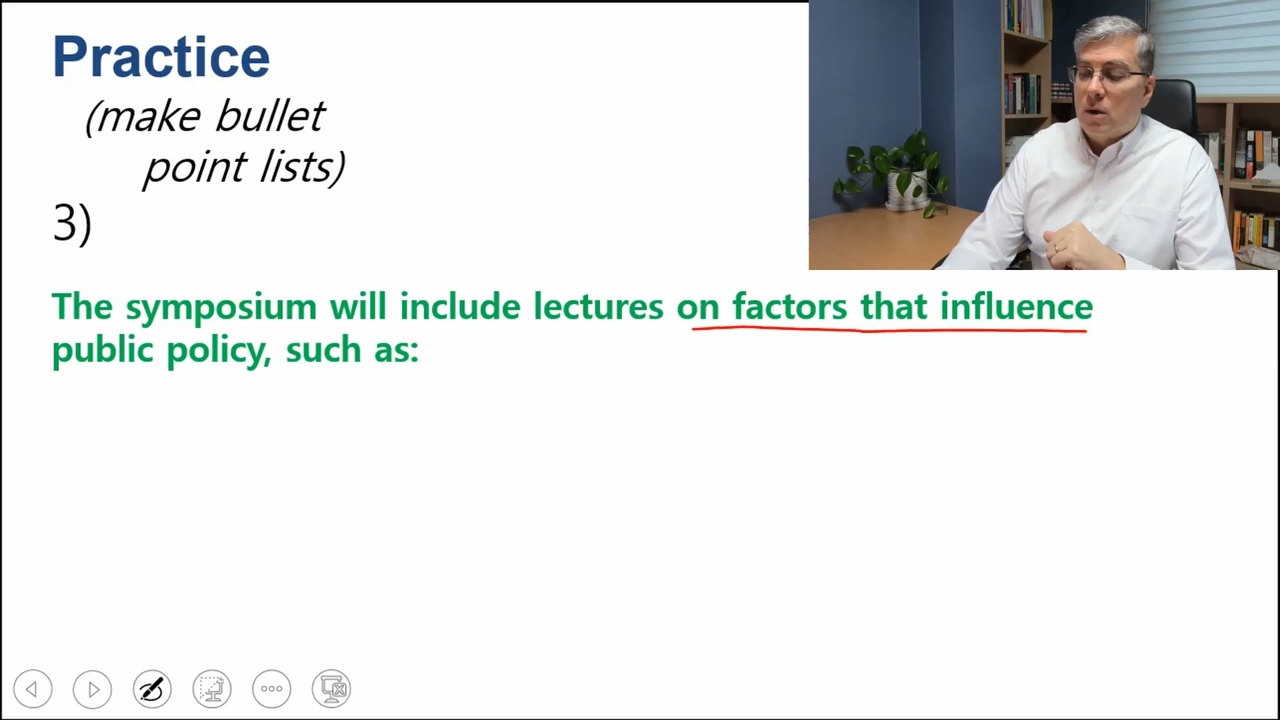 Practice
(make bullet
point lists)
3)
The symposium will include lectures on factors that influence
public policy, such as: